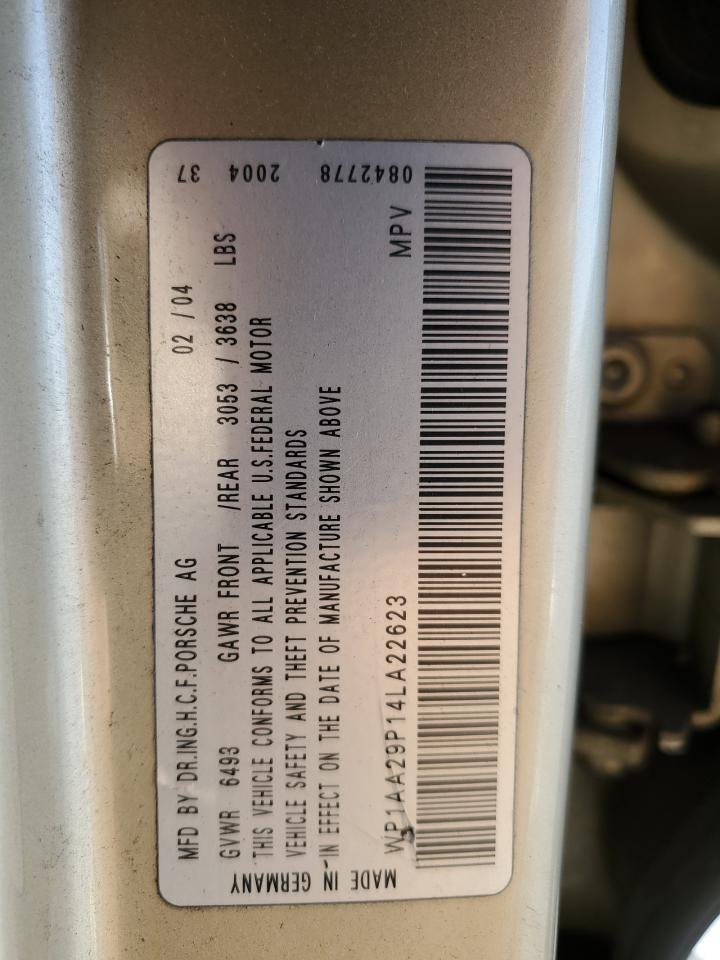 MFD BY DR.ING.H.C.F.PORSCHE AG 02 /04
GVWR 6493 GAWR FRONT /REAR 3053 / 3638 LBS
THIS VEHICLE CONFORMS TO ALL APPLICABLE U.S.FEDERAL MOTOR
VEHICLE SAFETY AND THEFT PREVENTION STANDARDS
IN EFFECT ON THE DATE OF MANUFACTURE SHOWN ABOVE
WP1AA29P14LA22623 MPV
MADE IN GERMANY
0842778 2004 37